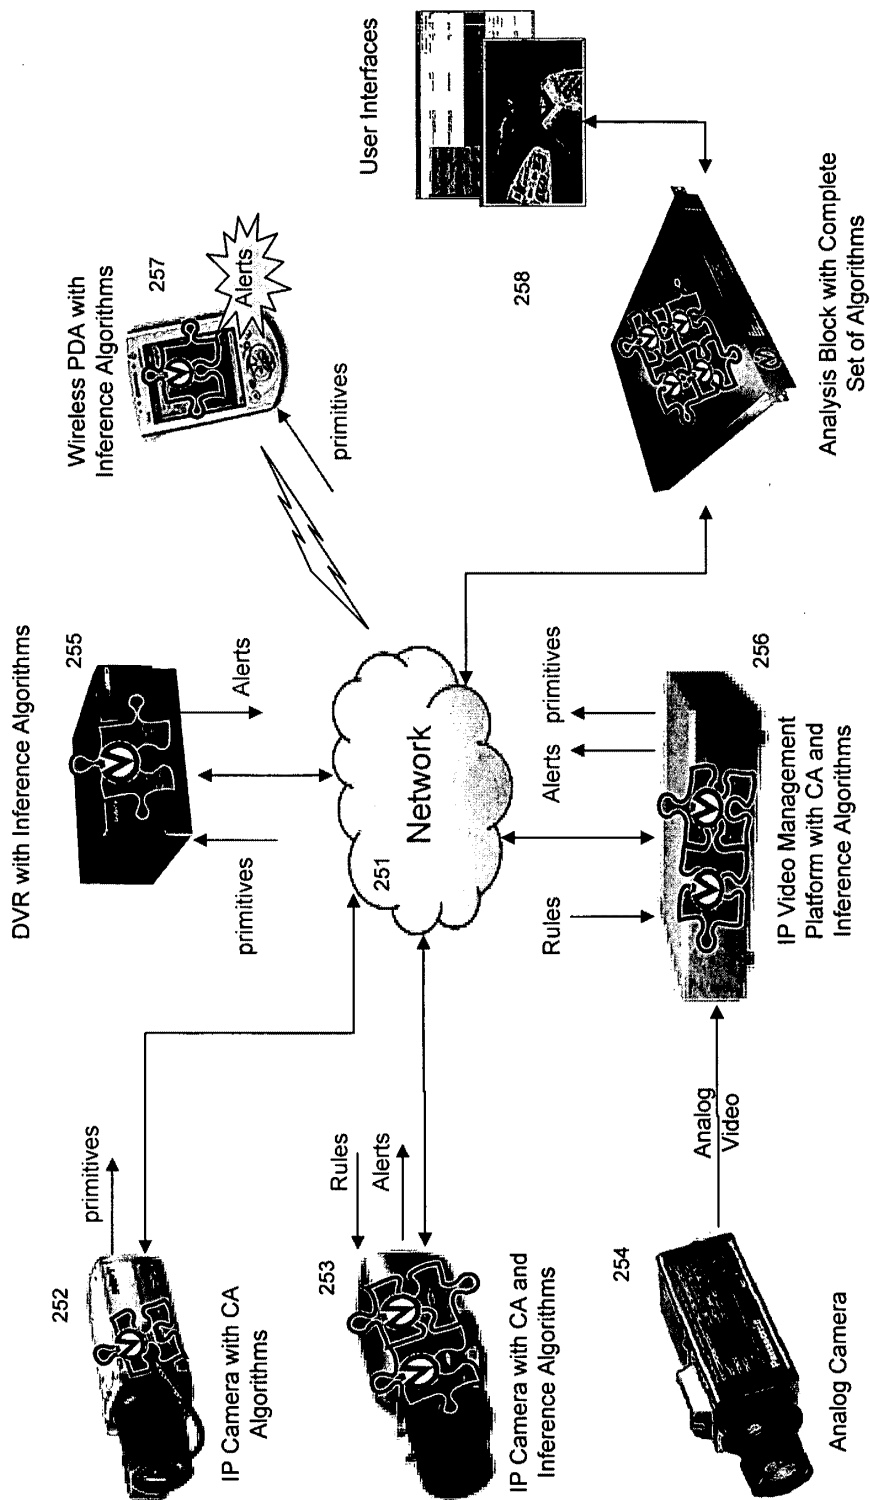 252
IP Camera with CA
Algorithms
primitives
253
IP Camera with CA and
Inference Algorithms
Rules
Alerts
254
Analog Camera
Analog
Video
DVR with Inference Algorithms
255
primitives
Alerts
251
Network
Rules
Alerts
primitives
256
IP Video Management
Platform with CA and
Inference Algorithms
Wireless PDA with
Inference Algorithms
257
Alerts
primitives
User Interfaces
258
Analysis Block with Complete
Set of Algorithms